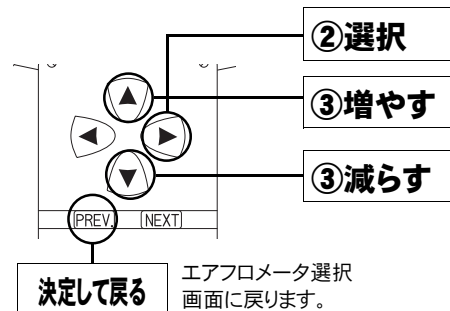 ②選択
③増やす
③減らす
PREV.
NEXT
決定して戻る
エアフロメータ選択
画面に戻ります。